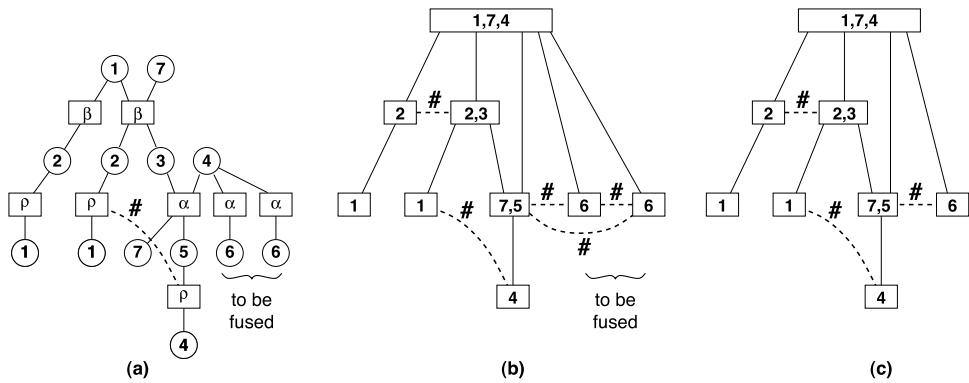 1 7
β β
2 2 3 4
ρ ρ # α α α
1 1 7 5 6 6
ρ
to be
fused
4
(a)
1,7,4
2 # 2,3
1 1 # 7,5 # 6 # 6
#
4
to be
fused
(b)
1,7,4
2 # 2,3
1 1 # 7,5 # 6
4
(c)